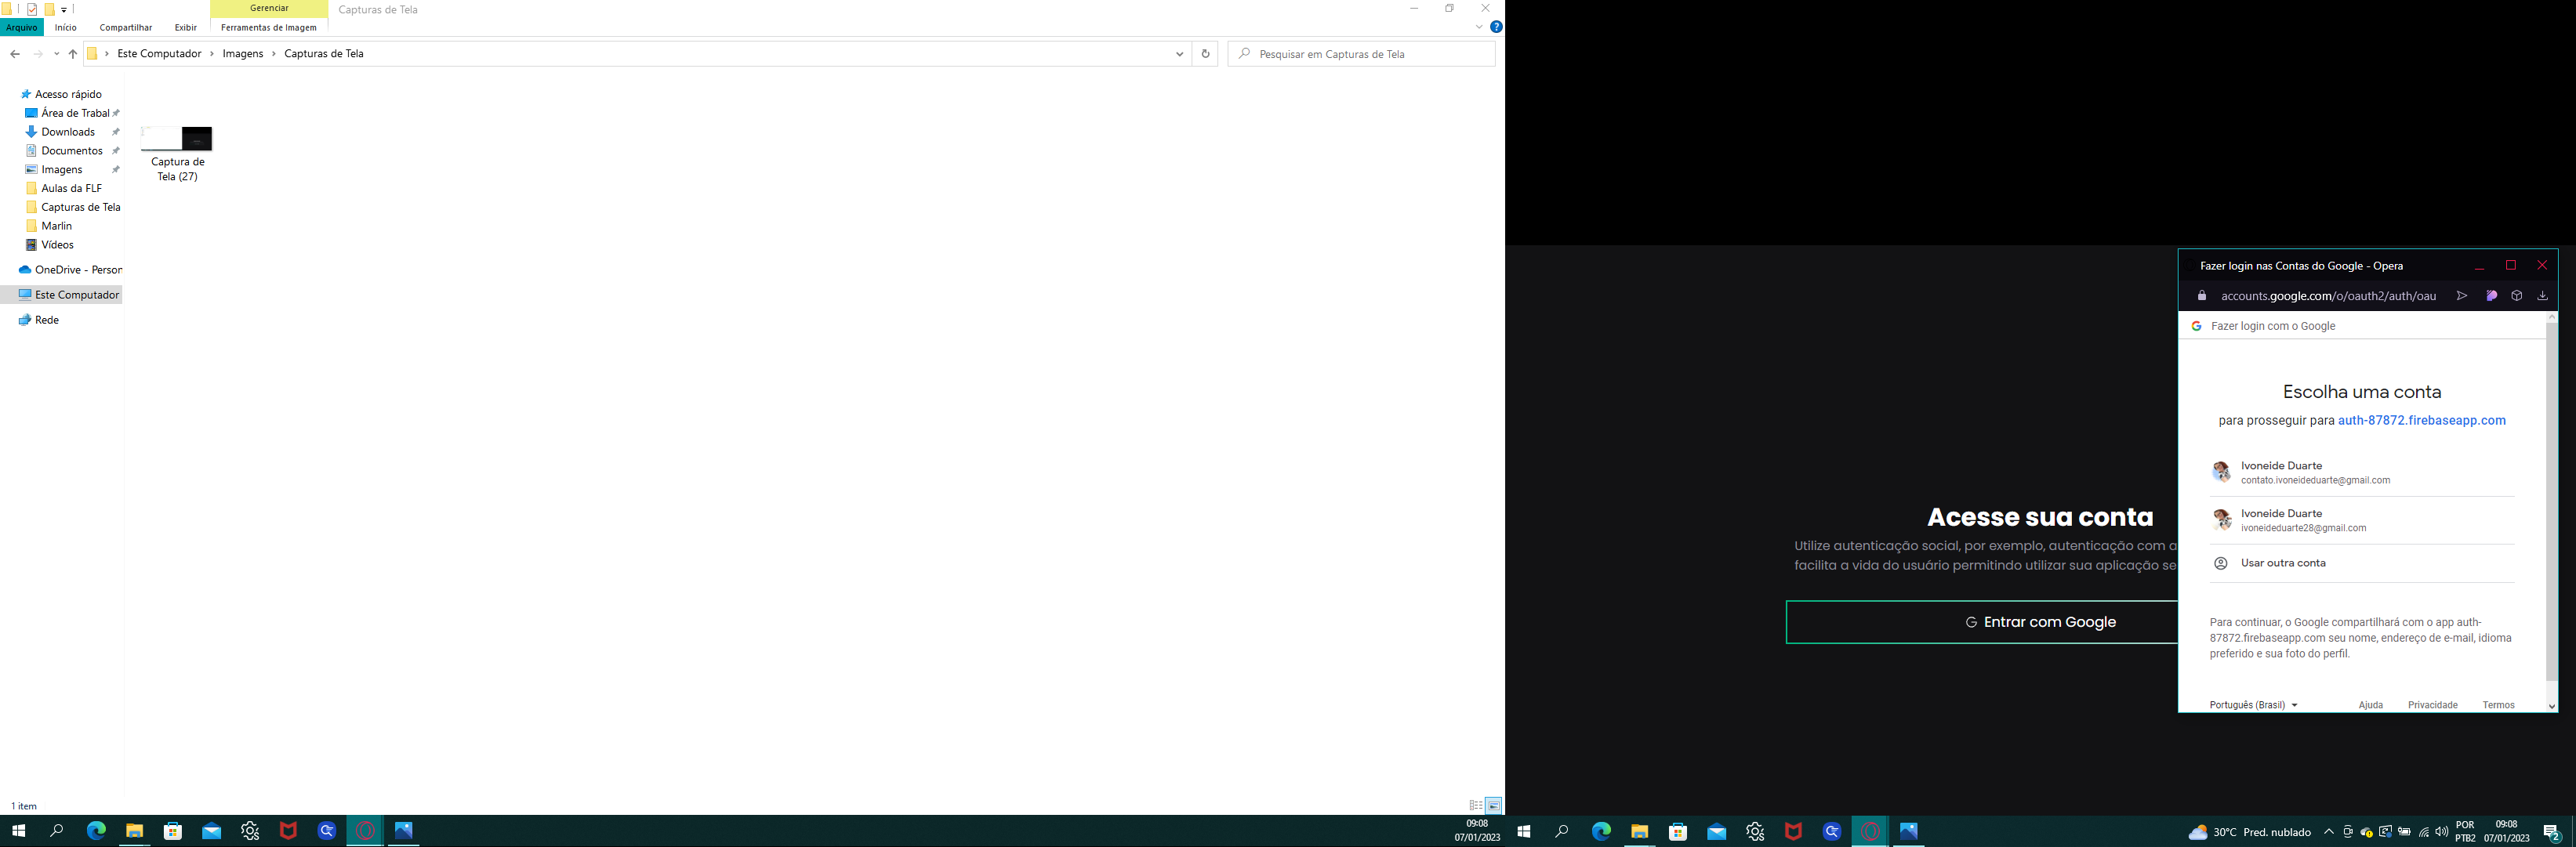 Gerenciar
Capturas de Tela
Arquivo
Início
Compartilhar
Exibir
Ferramentas de Imagem
Este Computador
Imagens
Capturas de Tela
Pesquisar em Capturas de Tela
Acesso rápido
Área de Trabal
Downloads
Documentos
Imagens
Aulas da FLF
Capturas de Tela
Marlin
Vídeos
OneDrive - Person
Este Computador
Rede
Captura de
Tela (27)
1 item
09:08
07/01/2023
Acesse sua conta
Utilize autenticação social, por exemplo, autenticação com a
facilita a vida do usuário permitindo utilizar sua aplicação se
G Entrar com Google
Fazer login nas Contas do Google - Opera
accounts.google.com/o/oauth2/auth/oau
Fazer login com o Google
Escolha uma conta
para prosseguir para auth-87872.firebaseapp.com
Ivoneide Duarte
contato.ivoneideduarte@gmail.com
Ivoneide Duarte
ivoneideduarte28@gmail.com
Usar outra conta
Para continuar, o Google compartilhará com o app auth-
87872.firebaseapp.com seu nome, endereço de e-mail, idioma
preferido e sua foto do perfil.
Português (Brasil)
Ajuda
Privacidade
Termos
30°C Pred. nublado
POR
PTB2
09:08
07/01/2023
2